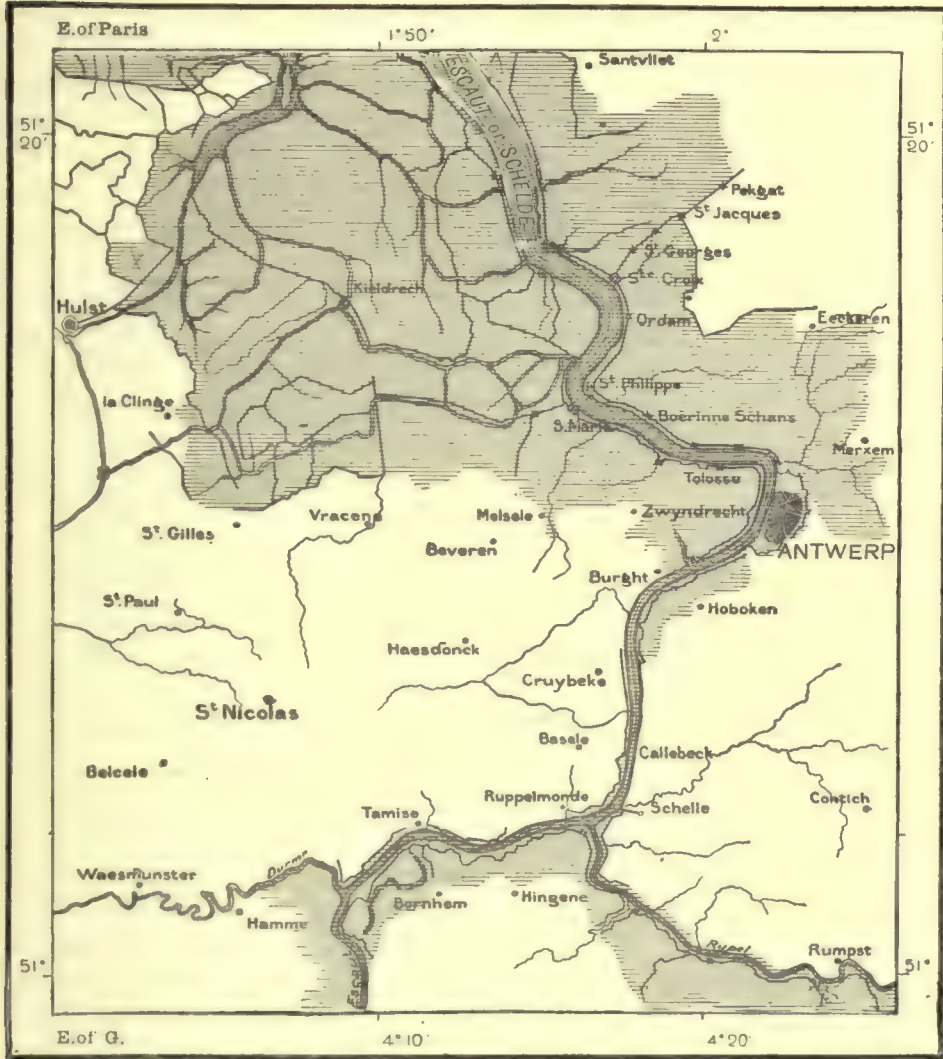 E. of Paris
1°50'
2°
Santvliet
ESCAUT or SCHELDE
51°
20'
51°
20'
Pekgat
St Jacques
St Georges
Ste Croix
Kieldrech
Hulst
Ordam
Eeckeren
St Philippe
la Clinge
Boerinne Schans
S. Marie
Merxem
Tolosse
St. Gilles
Vracene
Melsele
Zwyndrecht
Beveren
ANTWERP
Burght
St. Paul
Hoboken
Haesdonck
Cruybeke
St Nicolas
Basele
Callebeck
Belcele
Ruppelmonde
Schelle
Contich
Tamise
Durme
Waesmunster
Bornhem
Hingene
Hamme
Rupel
Rumpst
51°
51°
E. of G.
4°10'
4°20'